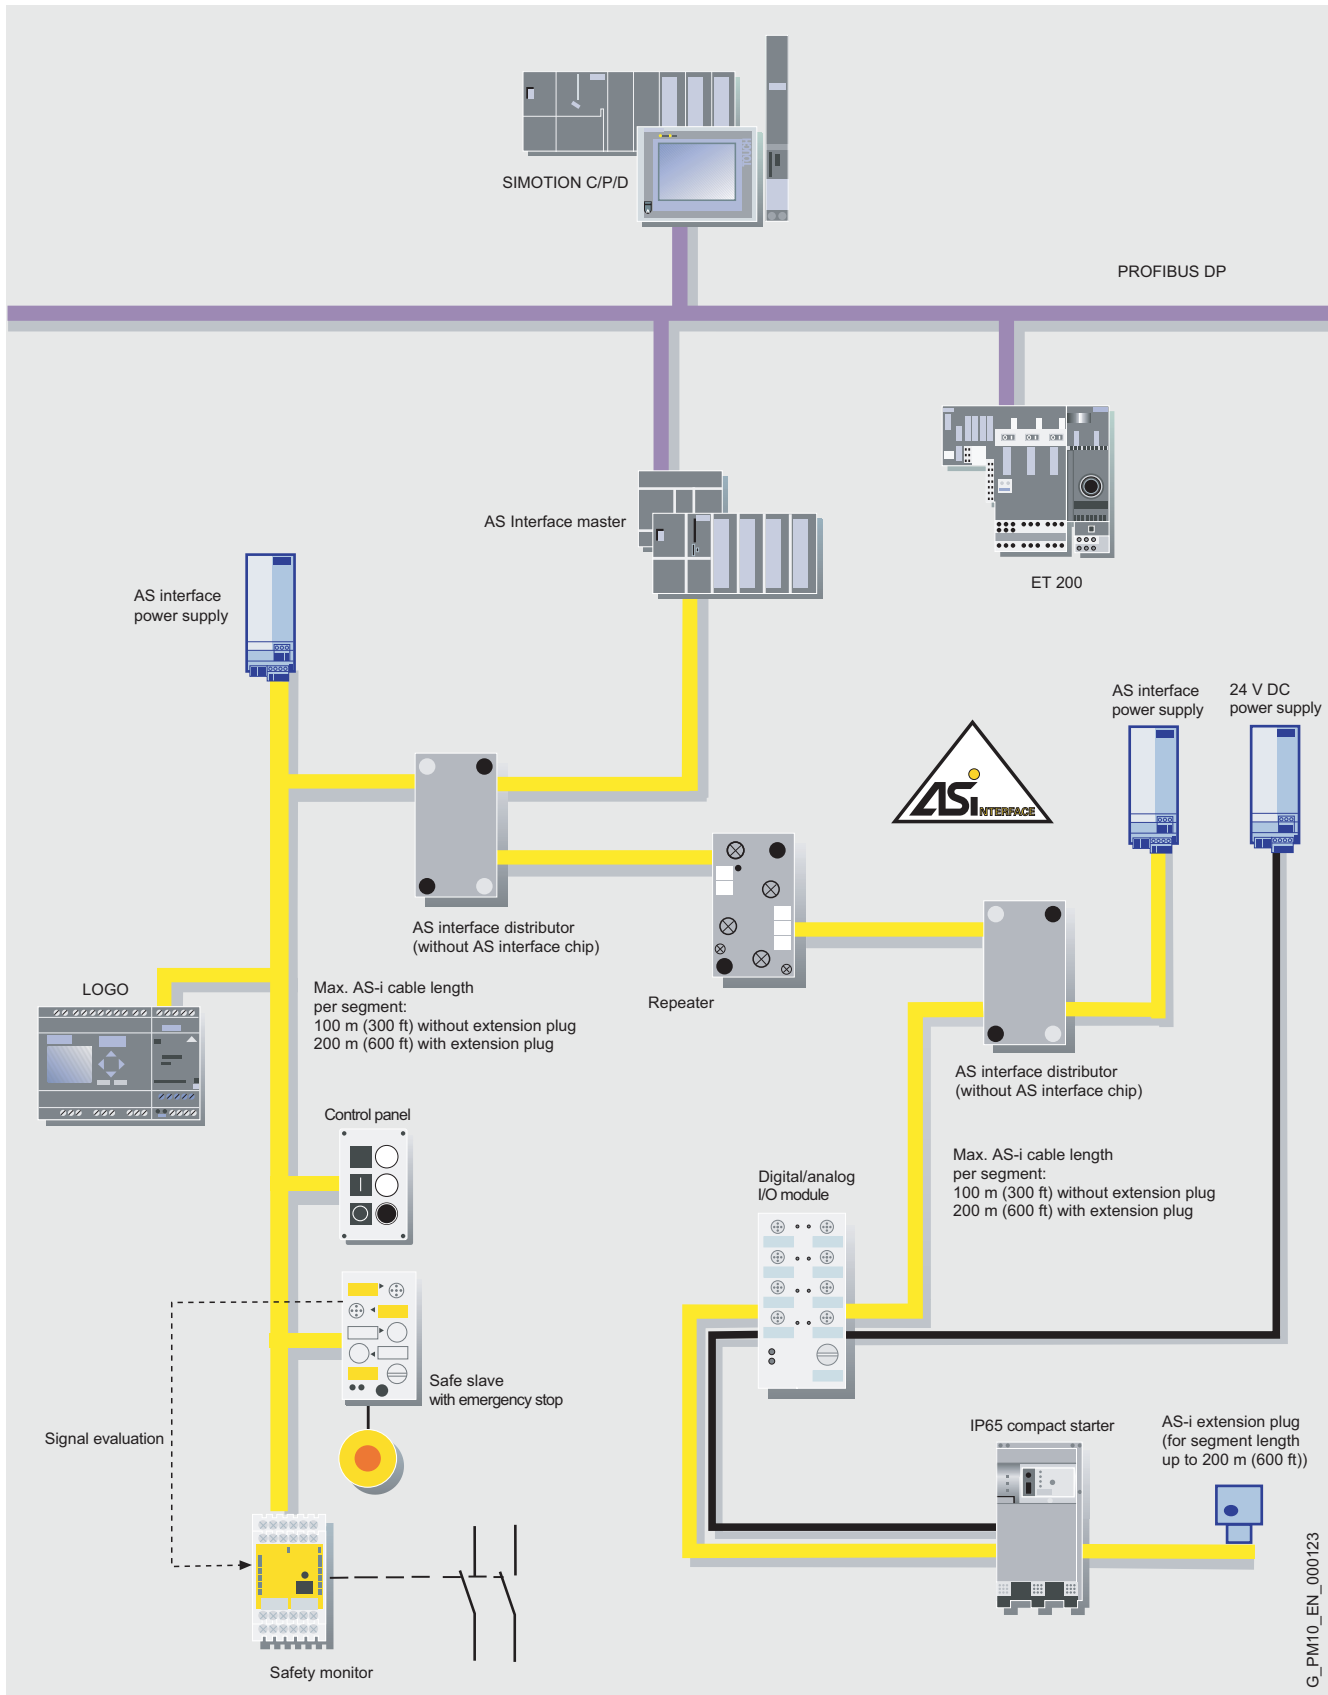 SIMOTION C/P/D
PROFIBUS DP
AS Interface master
ET 200
AS interface
power supply
AS interface
power supply
24 V DC
power supply
ASi
NTERFACE
AS interface distributor
(without AS interface chip)
LOGO
Max. AS-i cable length
per segment:
100 m (300 ft) without extension plug
200 m (600 ft) with extension plug
Repeater
AS interface distributor
(without AS interface chip)
Control panel
Max. AS-i cable length
per segment:
100 m (300 ft) without extension plug
200 m (600 ft) with extension plug
Digital/analog
I/O module
Safe slave
with emergency stop
Signal evaluation
IP65 compact starter
AS-i extension plug
(for segment length
up to 200 m (600 ft))
Safety monitor
G_PM10_EN_000123